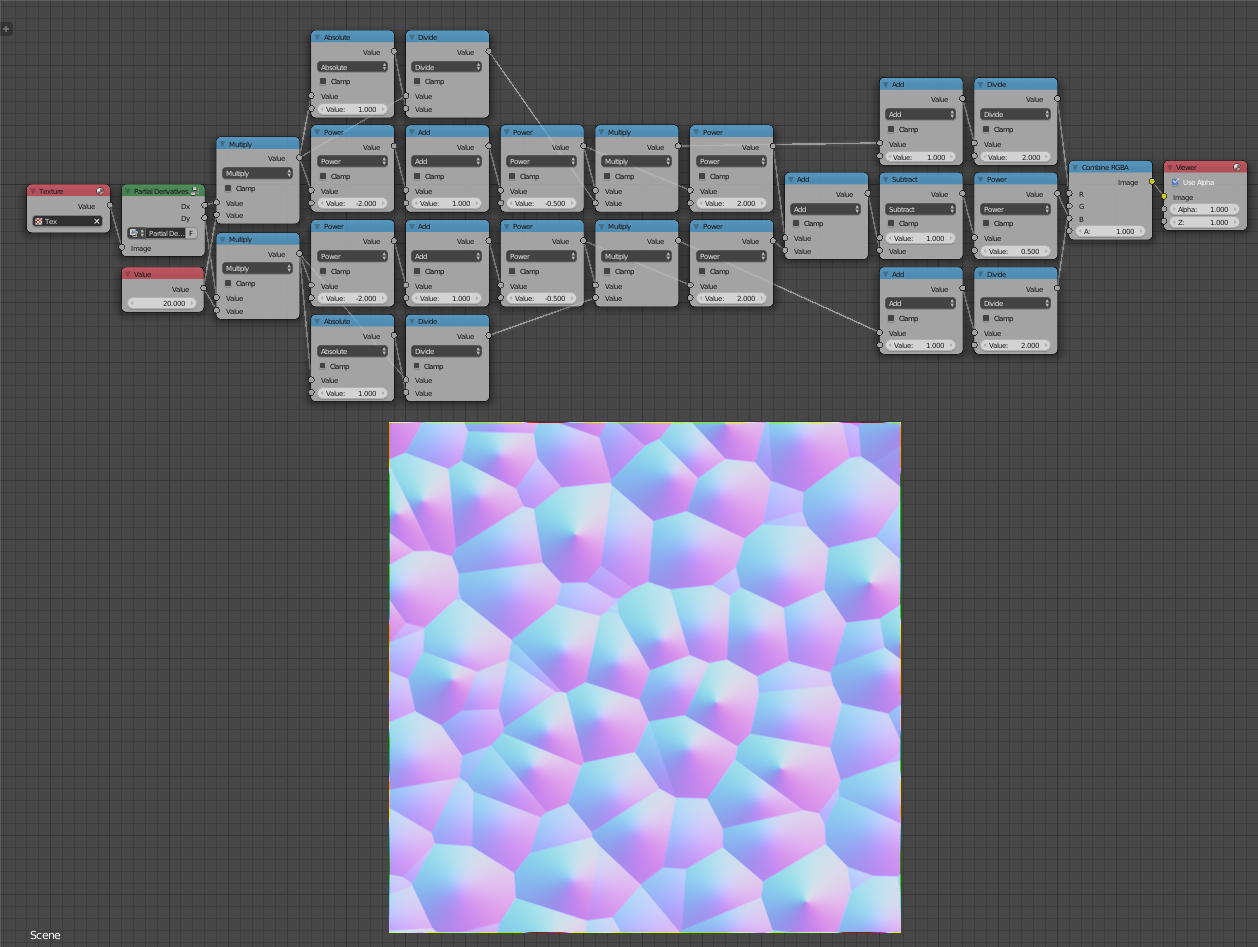 Texture
Value
Tex
Partial Derivatives
Dx
Dy
Partial De...
F
Image
Value
Value
20.000
Multiply
Value
Multiply
Clamp
Value
Value
Multiply
Value
Multiply
Clamp
Value
Value
Absolute
Value
Absolute
Clamp
Value
Value: 1.000
Divide
Value
Divide
Clamp
Value
Value
Power
Value
Power
Clamp
Value
Value: -2.000
Add
Value
Add
Clamp
Value
Value: 1.000
Power
Value
Power
Clamp
Value
Value: -0.500
Multiply
Value
Multiply
Clamp
Value
Value
Power
Value
Power
Clamp
Value
Value: 2.000
Power
Value
Power
Clamp
Value
Value: -2.000
Add
Value
Add
Clamp
Value
Value: 1.000
Power
Value
Power
Clamp
Value
Value: -0.500
Multiply
Value
Multiply
Clamp
Value
Value
Power
Value
Power
Clamp
Value
Value: 2.000
Absolute
Value
Absolute
Clamp
Value
Value: 1.000
Divide
Value
Divide
Clamp
Value
Value
Add
Value
Add
Clamp
Value
Value
Add
Value
Add
Clamp
Value
Value: 1.000
Divide
Value
Divide
Clamp
Value
Value: 2.000
Subtract
Value
Subtract
Clamp
Value: 1.000
Value
Power
Value
Power
Clamp
Value
Value: 0.500
Add
Value
Add
Clamp
Value
Value: 1.000
Divide
Value
Divide
Clamp
Value
Value: 2.000
Combine RGBA
Image
R
G
B
A: 1.000
Viewer
Use Alpha
Image
Alpha: 1.000
Z: 1.000
Scene